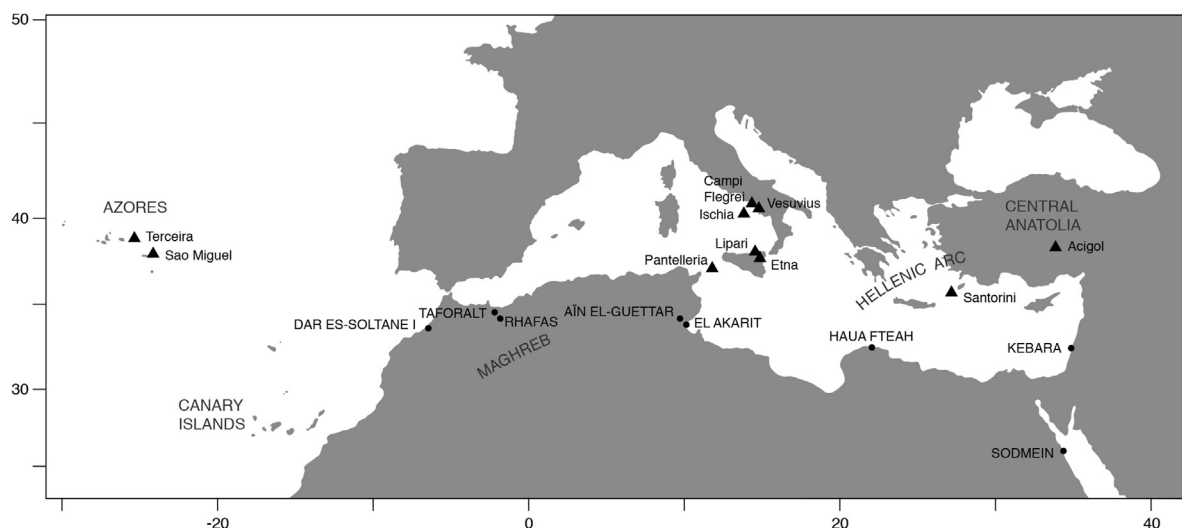 50
40
30
-20
0
20
40
AZORES
Terceira
Sao Miguel
CANARY
ISLANDS
DAR ES-SOLTANE I
TAFORALT
RHAFAS
MAGHREB
AÏN EL-GUETTAR
EL AKARIT
Campi
Flegrei
Vesuvius
Ischia
Lipari
Etna
Pantelleria
HELLENIC ARC
Santorini
CENTRAL
ANATOLIA
Acigol
HAUA FTEAH
KEBARA
SODMEIN